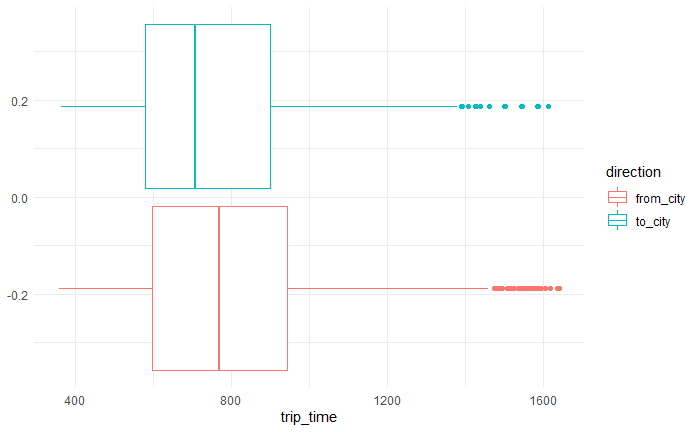 0.2
0.0
-0.2
400 800 1200 1600
trip_time
direction
from_city
to_city